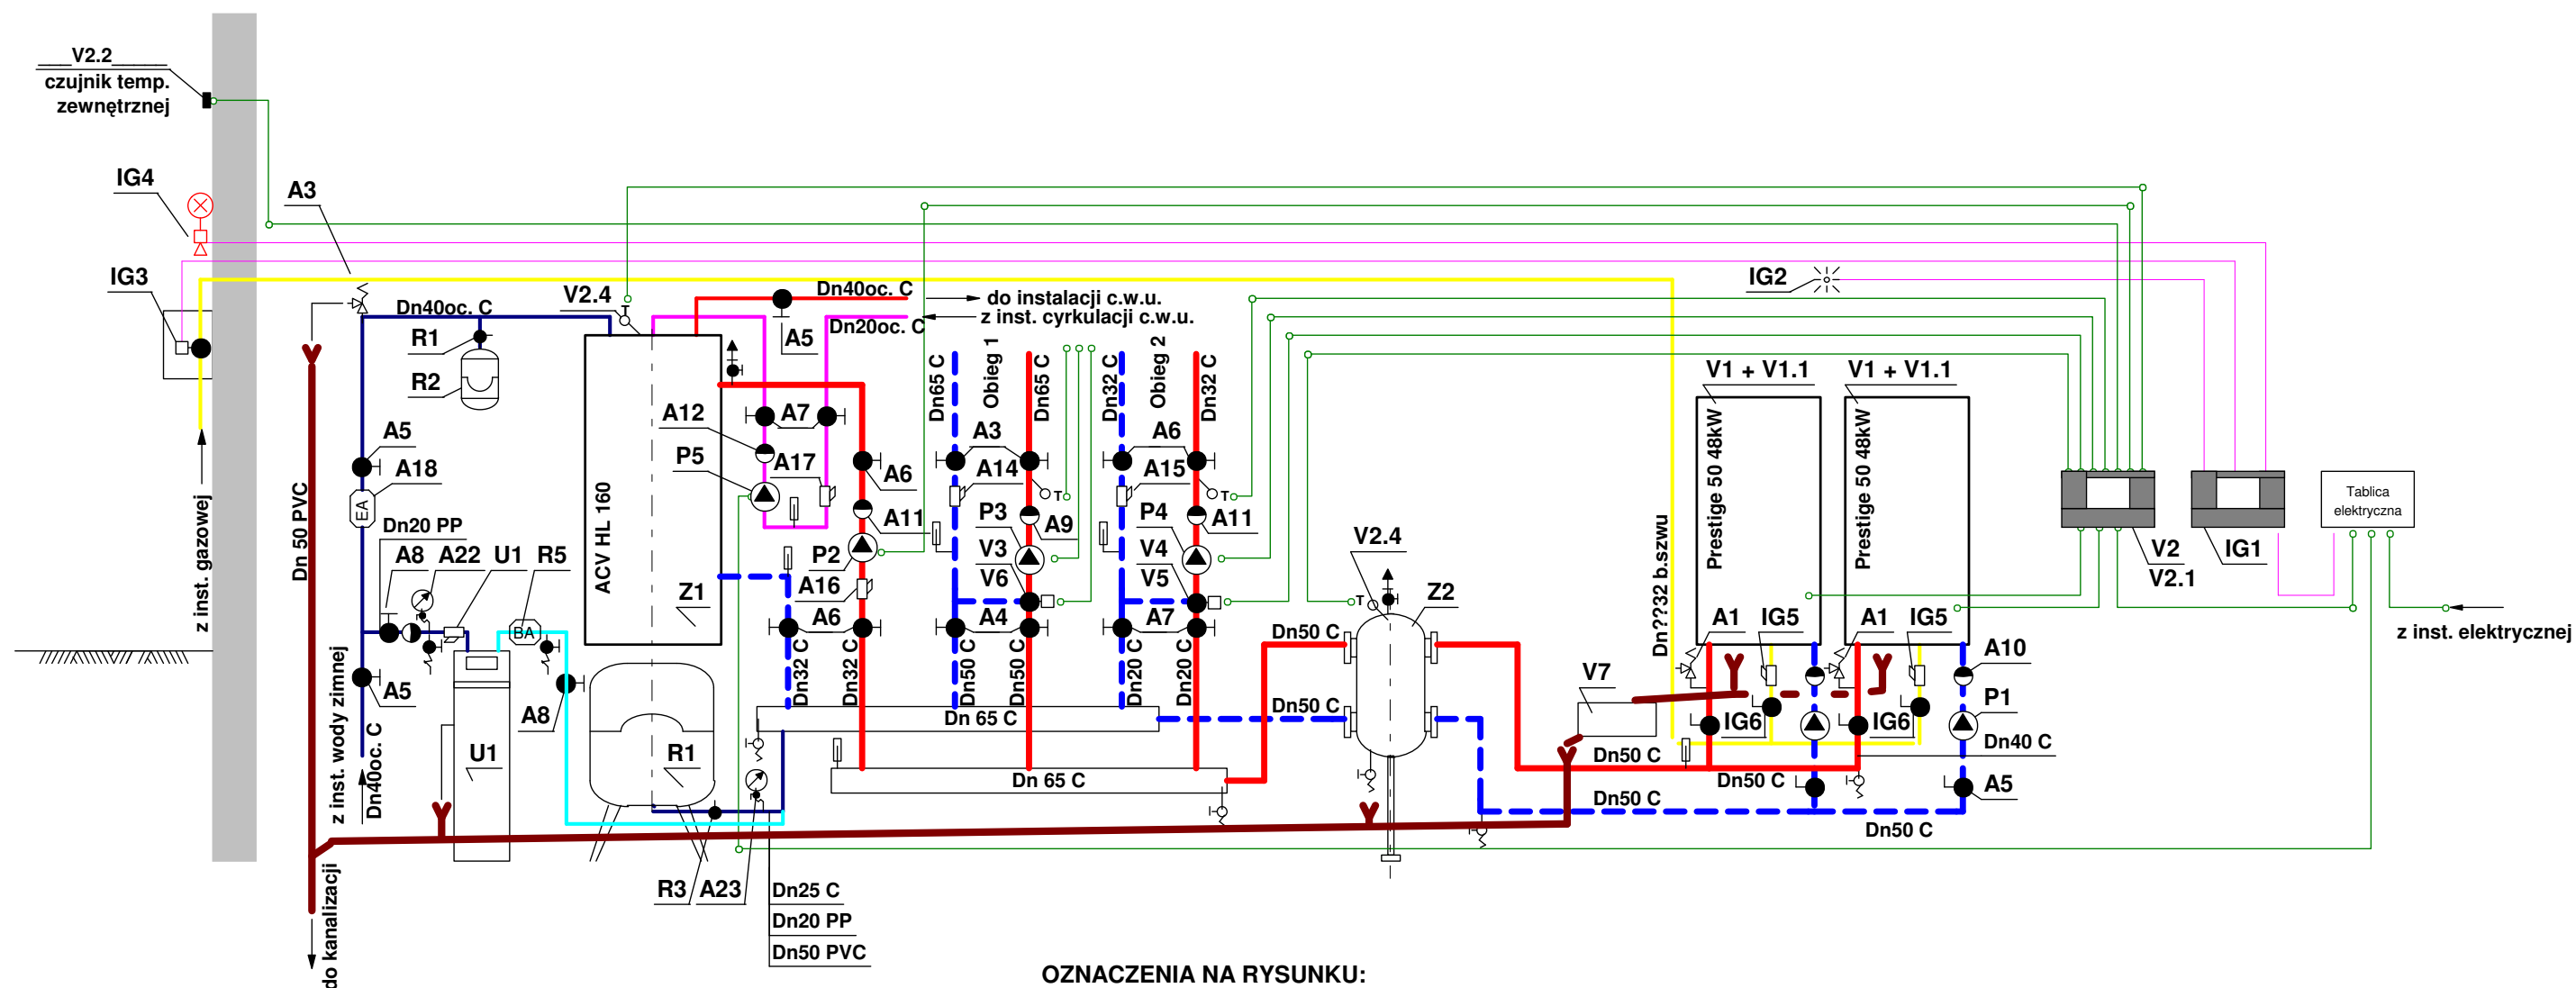 V2.2
czujnik temp.
zewnętrznej
IG4
A3
IG3
z inst. gazowej
Dn 50 PVC
do kanalizacji
Dn40oc. C
R1
R2
A5
A18
EA
Dn20 PP
A8
A22
U1
R5
BA
A5
z inst. wody zimnej
Dn40oc. C
U1
A8
V2.4
ACV HL 160
Z1
R1
R3
A23
Dn25 C
Dn20 PP
Dn50 PVC
Dn40oc. C
do instalacji c.w.u.
z inst. cyrkulacji c.w.u.
Dn20oc. C
A5
A12
A7
P5
A17
A6
A11
P2
A16
A6
Dn32 C
Dn32 C
Dn65 C
Obieg 1
Dn65 C
A3
A14
P3
A9
V3
V6
A4
Dn50 C
Dn50 C
Dn32 C
Obieg 2
Dn32 C
A6
A15
P4
A11
V4
V5
A7
Dn20 C
Dn20 C
Dn 65 C
Dn 65 C
T
T
T
T
V2.4
Z2
Dn50 C
Dn50 C
V7
Dn??32 b.szwu
IG2
V1 + V1.1
V1 + V1.1
Prestige 50 48kW
Prestige 50 48kW
A1
IG5
A1
IG5
A10
IG6
IG6
P1
Dn40 C
Dn50 C
Dn50 C
Dn50 C
A5
Dn50 C
V2
V2.1
IG1
Tablica
elektryczna
z inst. elektrycznej
OZNACZENIA NA RYSUNKU: